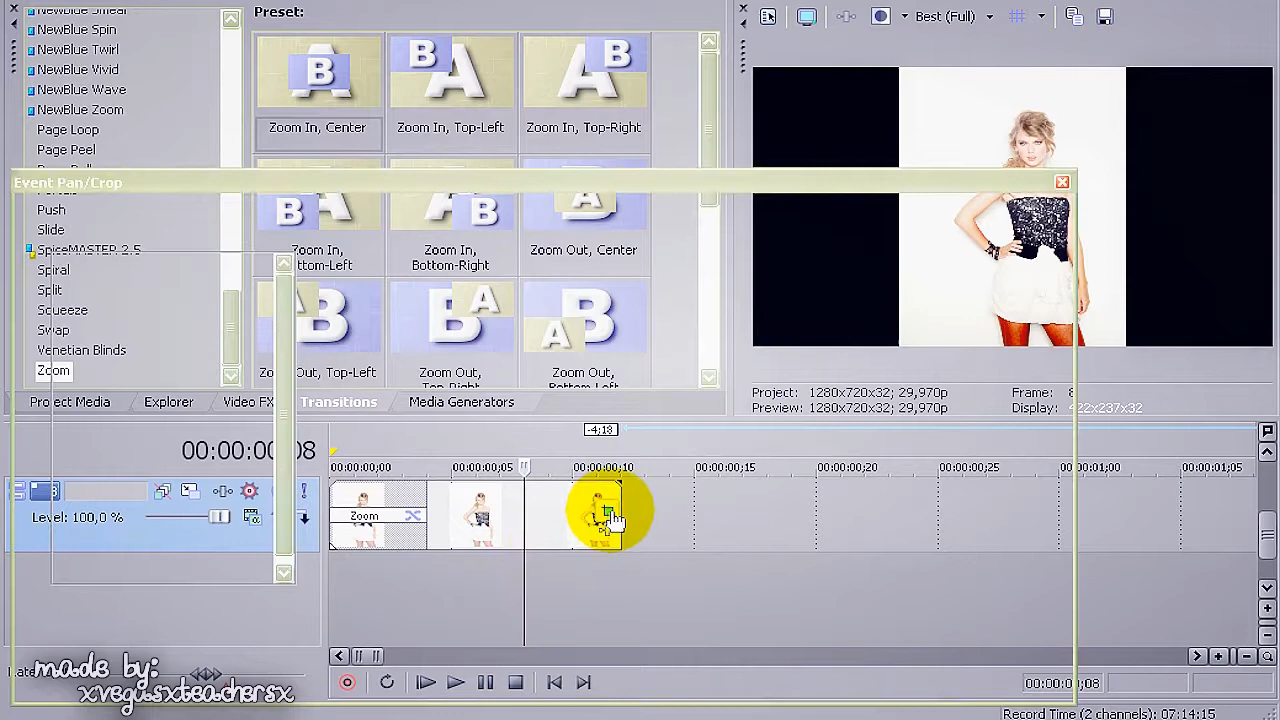 NewBlue Smear
Preset:
NewBlue Spin
NewBlue Twirl
NewBlue Vivid
NewBlue Wave
NewBlue Zoom
Page Loop
Page Peel
Push
Slide
SpiceMASTER 2.5
Spiral
Split
Squeeze
Swap
Venetian Blinds
Zoom
Zoom In, Center
Zoom In, Top-Left
Zoom In, Top-Right
Zoom In,
Bottom-Right
Zoom Out, Center
Zoom Out, Top-Left
Zoom Out,
Top-Right
Zoom Out,
Bottom-Left
Best (Full)
Event Pan/Crop
Project Media
Explorer
Video FX
Transitions
Media Generators
Project: 1280x720x32; 29,970p
Frame: 8
Preview: 1280x720x32; 29,970p
Display: 422x237x32
00:00:00;08
-4;18
00:00:00;00
00:00:00;05
00:00:00;10
00:00:00;15
00:00:00;20
00:00:00;25
00:00:01;00
00:00:01;05
Level: 100,0 %
Zoom
made by:
xvegasxteachersx
00:00:00;08
Record Time (2 channels): 07:14:15